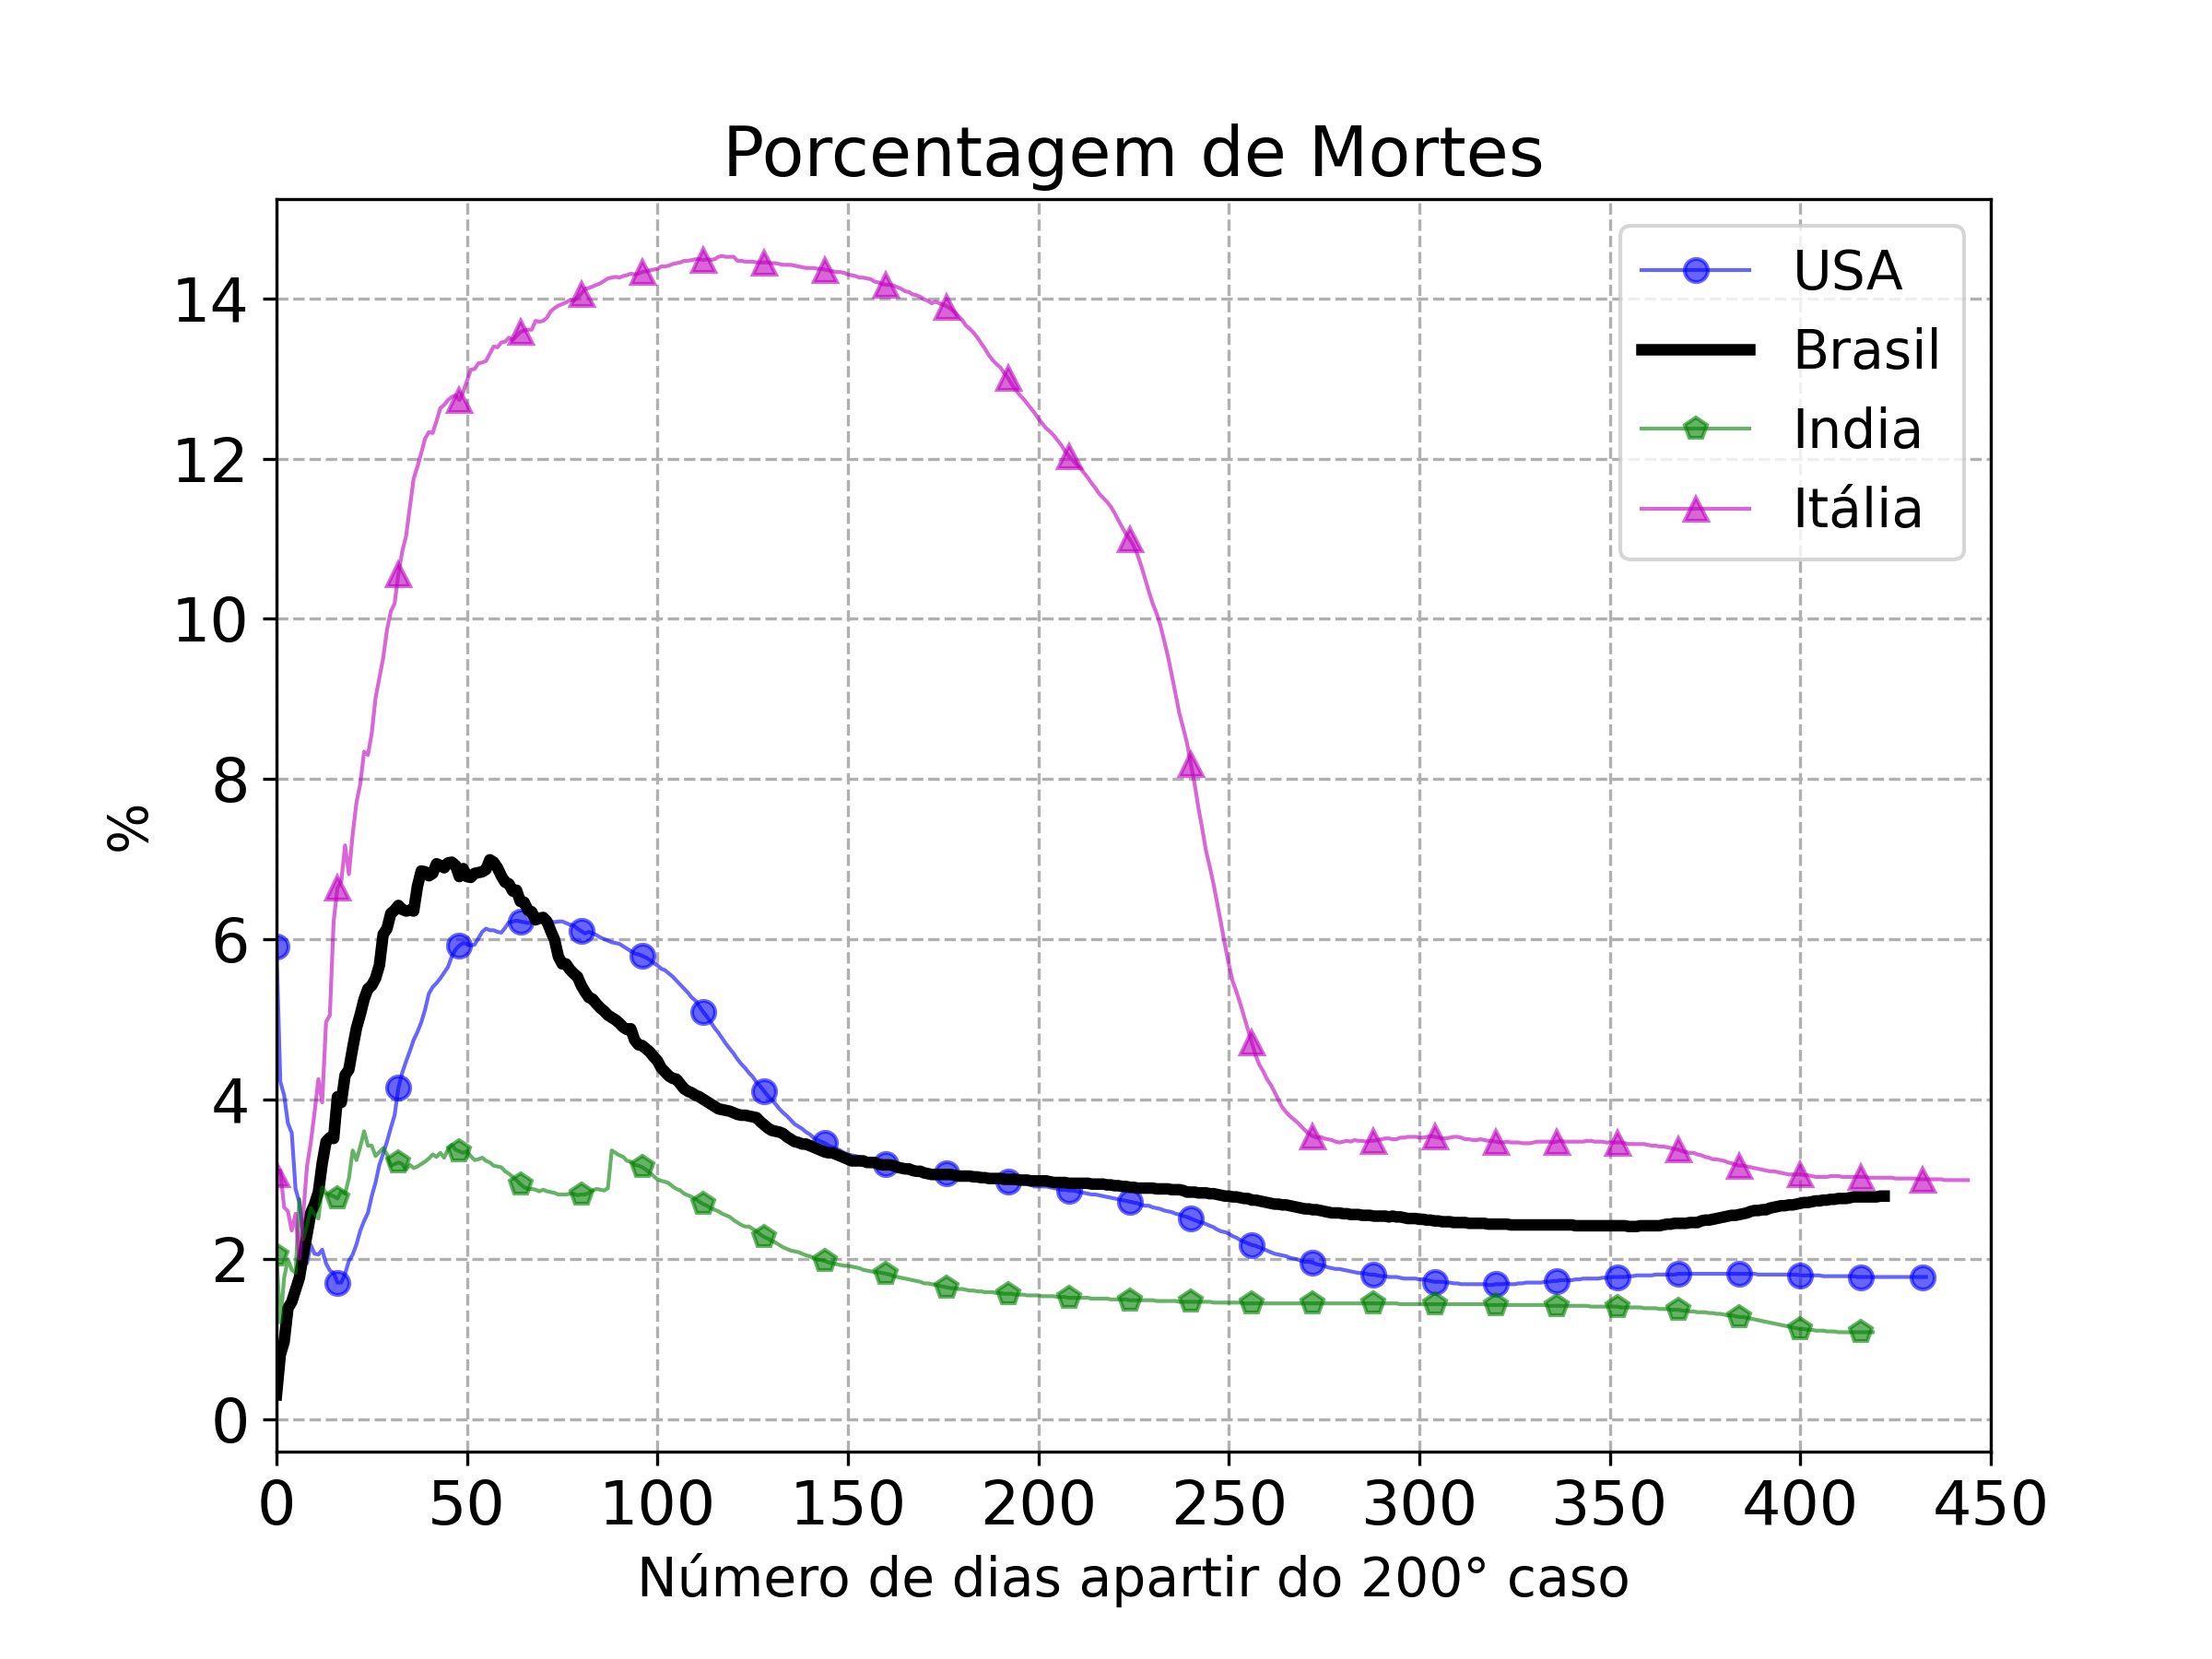 Porcentagem de Mortes
USA
Brasil
India
Itália
14
12
10
8
6
4
2
0
%
0 50 100 150 200 250 300 350 400 450
Número de dias apartir do 200° caso